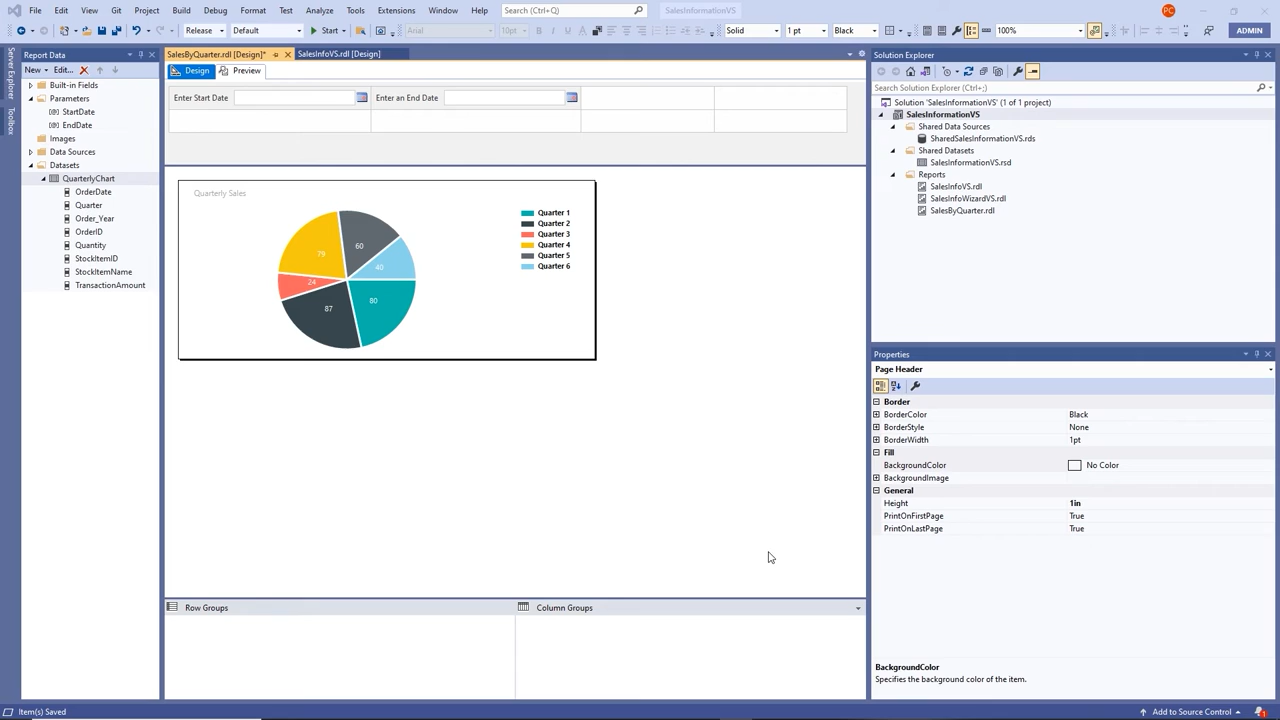 File Edit View Git Project Build Debug Format Test Analyze Tools Extensions Window Help Search (Ctrl+Q) SalesInformationVS PC
Release Default Start Arial 10pt Solid 1 pt Black 100% ADMIN
Server Explorer
Toolbox
Report Data
New Edit...
Built-in Fields
Parameters
StartDate
EndDate
Images
Data Sources
Datasets
QuarterlyChart
OrderDate
Quarter
Order_Year
OrderID
Quantity
StockItemID
StockItemName
TransactionAmount
SalesByQuarter.rdl [Design]* SalesInfoVS.rdl [Design]
Design Preview
Enter Start Date Enter an End Date
Quarterly Sales
Quarter 1
Quarter 2
Quarter 3
Quarter 4
Quarter 5
Quarter 6
60
79
40
24
80
87
Row Groups Column Groups
Solution Explorer
Search Solution Explorer (Ctrl+;)
Solution 'SalesInformationVS' (1 of 1 project)
SalesInformationVS
Shared Data Sources
SharedSalesInformationVS.rds
Shared Datasets
SalesInformationVS.rsd
Reports
SalesInfoVS.rdl
SalesInfoWizardVS.rdl
SalesByQuarter.rdl
Properties
Page Header
Border
BorderColor Black
BorderStyle None
BorderWidth 1pt
Fill
BackgroundColor No Color
BackgroundImage
General
Height 1in
PrintOnFirstPage True
PrintOnLastPage True
BackgroundColor
Specifies the background color of the item.
Item(s) Saved Add to Source Control 1